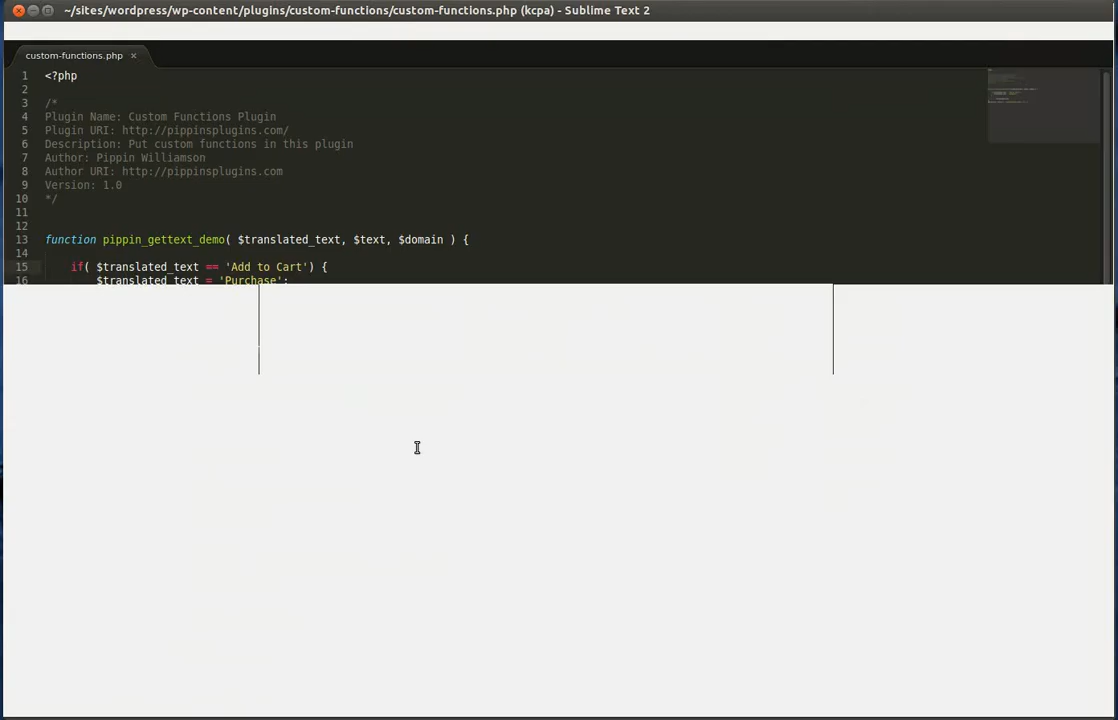 ~/sites/wordpress/wp-content/plugins/custom-functions/custom-functions.php (kcpa) - Sublime Text 2
custom-functions.php ×
1 <?php
2
3 /*
4 Plugin Name: Custom Functions Plugin
5 Plugin URI: http://pippinsplugins.com/
6 Description: Put custom functions in this plugin
7 Author: Pippin Williamson
8 Author URI: http://pippinsplugins.com
9 Version: 1.0
10 */
11
12
13 function pippin_gettext_demo( $translated_text, $text, $domain ) {
14
15 if( $translated_text == 'Add to Cart') {
16 $translated_text = 'Purchase';